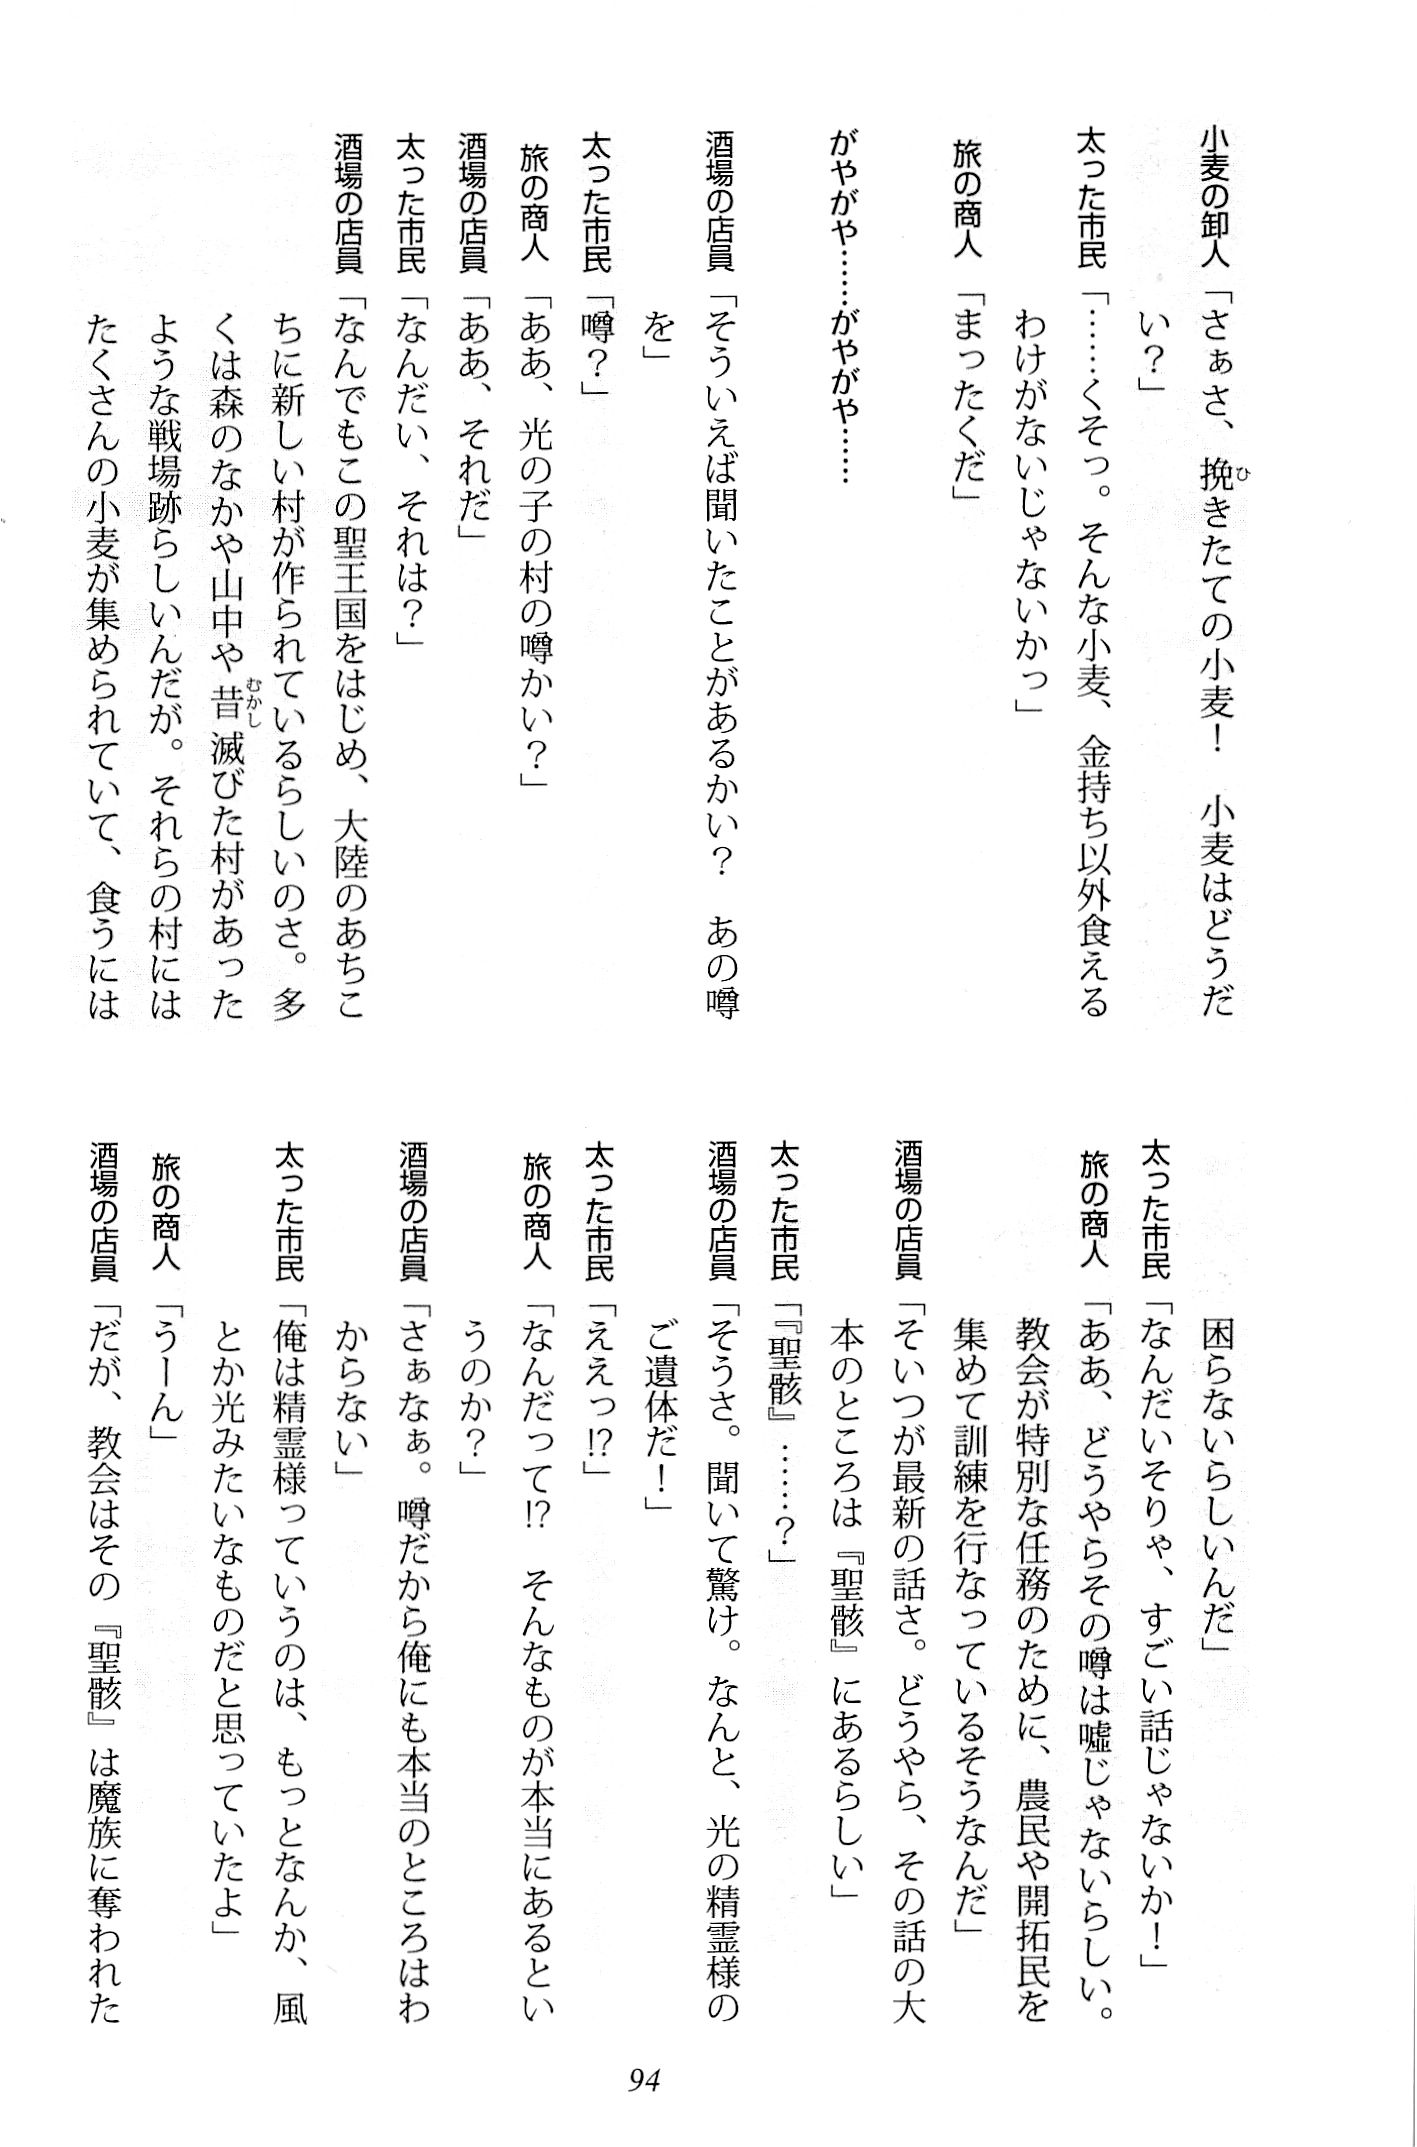 小麦の卸人「さぁさ、挽きたての小麦！　小麦はどうだ
い？」
太った市民「……くそっ。そんな小麦、金持ち以外食える
わけがないじゃないかっ」
旅の商人「まったくだ」
がやがや……がやがや……
酒場の店員「そういえば聞いたことがあるかい？　あの噂
を」
太った市民「噂？」
旅の商人「ああ、光の子の村の噂かい？」
酒場の店員「ああ、それだ」
太った市民「なんだい、それは？」
酒場の店員「なんでもこの聖王国をはじめ、大陸のあちこ
ちに新しい村が作られているらしいのさ。多
くは森のなかや山中や昔滅びた村があった
ような戦場跡らしいんだが。それらの村には
たくさんの小麦が集められていて、食うには
困らないらしいんだ」
太った市民「なんだいそりゃ、すごい話じゃないか！」
旅の商人「ああ、どうやらその噂は嘘じゃないらしい。
教会が特別な任務のために、農民や開拓民を
集めて訓練を行なっているそうなんだ」
酒場の店員「そいつが最新の話さ。どうやら、その話の大
本のところは『聖骸』にあるらしい」
太った市民「『聖骸』……？」
酒場の店員「そうさ。聞いて驚け。なんと、光の精霊様の
ご遺体だ！」
太った市民「ええっ!?」
旅の商人「なんだって!?　そんなものが本当にあるとい
うのか？」
酒場の店員「さぁなぁ。噂だから俺にも本当のところはわ
からない」
太った市民「俺は精霊様っていうのは、もっとなんか、風
とか光みたいなものだと思っていたよ」
旅の商人「うーん」
酒場の店員「だが、教会はその『聖骸』は魔族に奪われた
94